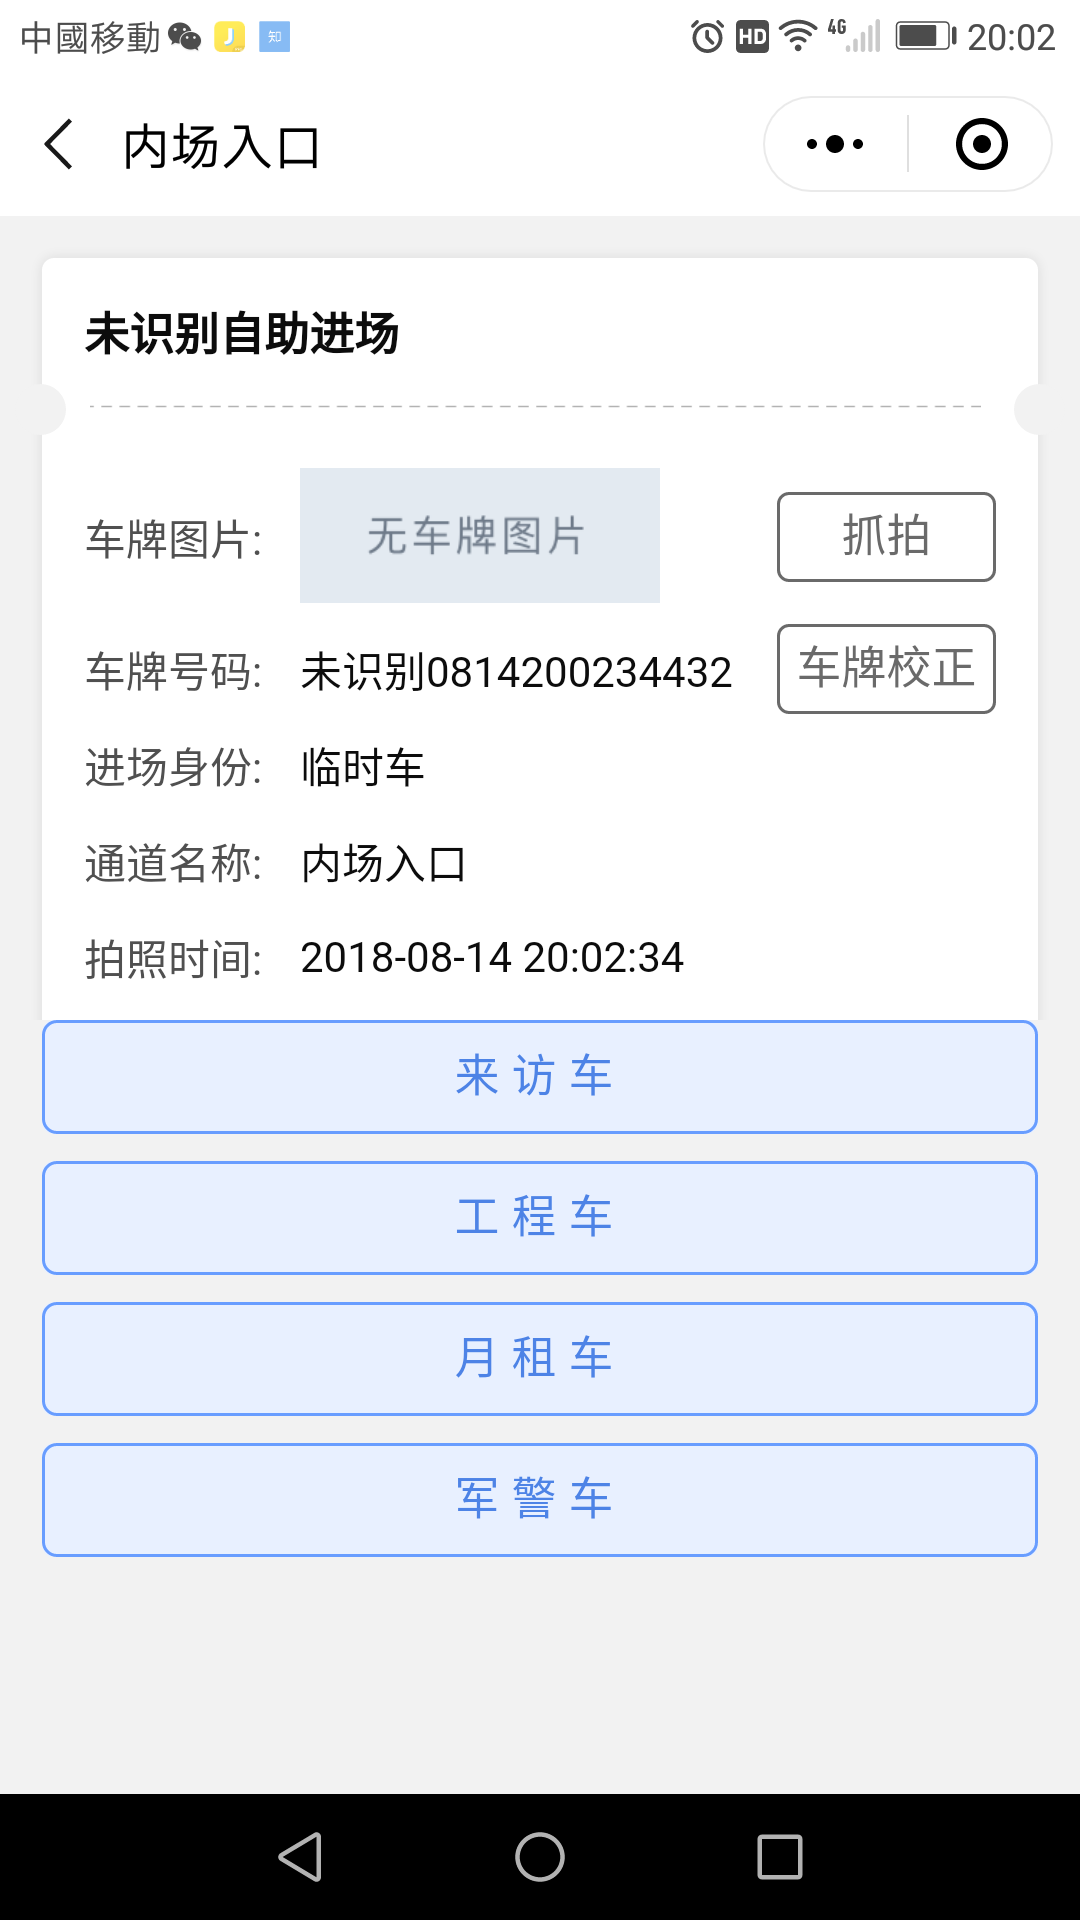 中國移動 J 知 HD 4G 20:02
内场入口
未识别自助进场
车牌图片: 无车牌图片 抓拍
车牌号码: 未识别0814200234432 车牌校正
进场身份: 临时车
通道名称: 内场入口
拍照时间: 2018-08-14 20:02:34
来 访 车
工 程 车
月 租 车
军 警 车